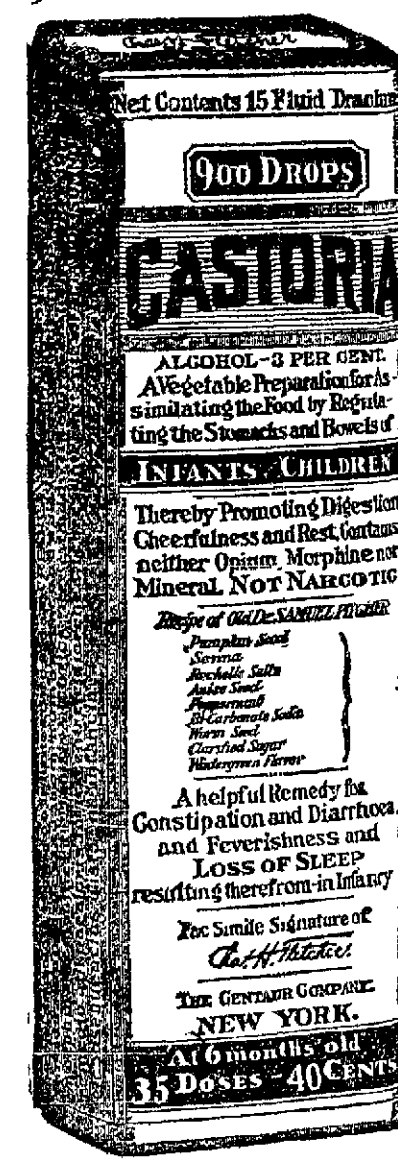 Net Contents 15 Fluid Drachm
900 DROPS
CASTORIA
ALCOHOL-3 PER CENT.
A Vegetable Preparation for As-
similating the Food by Regula-
ting the Stomachs and Bowels of
INFANTS CHILDREN
Thereby Promoting Digestion
Cheerfulness and Rest. Contains
neither Opium, Morphine nor
Mineral. NOT NARCOTIC
Recipe of Old Dr. SAMUEL PITCHER
Pumpkin Seed
Senna
Rochelle Salts
Anise Seed
Peppermint
Bi-Carbonate Soda
Worm Seed
Clarified Sugar
Wintergreen Flavor
A helpful Remedy for
Constipation and Diarrhoea.
and Feverishness and
LOSS OF SLEEP
resulting therefrom-in Infancy
Fac Simile Signature of
Chas. H. Fletcher.
THE CENTAUR COMPANY.
NEW YORK.
At 6 months old
35 DOSES - 40 CENTS